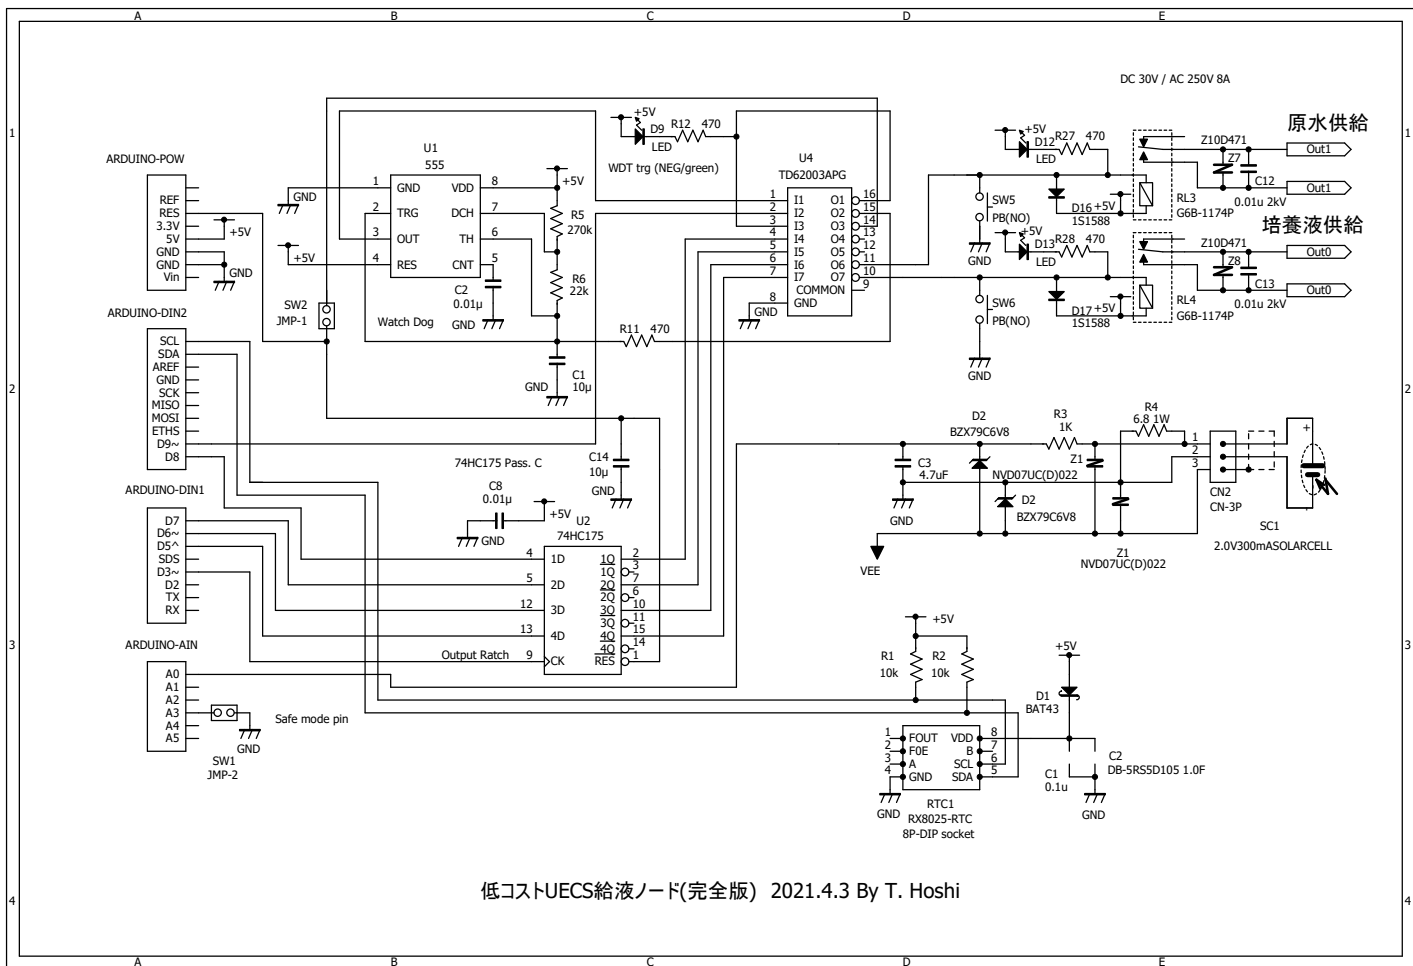 A
B
C
D
E
DC 30V / AC 250V 8A
1
1
原水供給
+5V
D9
LED
R12 470
WDT trg (NEG/green)
+5V
D12
LED
R27 470
Z10D471
Z7
C12
0.01u 2kV
Out1
Out1
RL3
G6B-1174P
D16
+5V
1S1588
SW5
PB(NO)
GND
培養液供給
+5V
D13
LED
R28 470
Z10D471
Z8
C13
0.01u 2kV
Out0
Out0
RL4
G6B-1174P
D17
+5V
1S1588
SW6
PB(NO)
GND
ARDUINO-POW
REF
RES
3.3V
5V
GND
GND
Vin
+5V
GND
U1
555
1 GND VDD 8
2 TRG DCH 7
3 OUT TH 6
4 RES CNT 5
GND
+5V
+5V
R5
270k
R6
22k
C2
0.01μ
GND
Watch Dog
SW2
JMP-1
R11 470
C1
10μ
GND
U4
TD62003APG
1 I1 O1 16
2 I2 O2 15
3 I3 O3 14
4 I4 O4 13
5 I5 O5 12
6 I6 O6 11
7 I7 O7 10
COMMON 9
8 GND
GND
2
2
ARDUINO-DIN2
SCL
SDA
AREF
GND
SCK
MISO
MOSI
ETHS
D9~
D8
74HC175 Pass. C
C14
10μ
GND
C8
0.01μ
GND
+5V
D2
BZX79C6V8
R3
1K
R4
6.8 1W
C3
4.7uF
GND
NVD07UC(D)022
Z1
D2
BZX79C6V8
1
2
3
CN2
CN-3P
+
SC1
2.0V300mASOLARCELL
Z1
NVD07UC(D)022
VEE
ARDUINO-DIN1
D7
D6~
D5^
SDS
D3~
D2
TX
RX
U2
74HC175
4 1D 1Q 2
1Q 3
5 2D 2Q 7
2Q 6
12 3D 3Q 10
3Q 11
13 4D 4Q 15
4Q 14
Output Ratch 9 CK RES 1
3
3
ARDUINO-AIN
A0
A1
A2
A3
A4
A5
Safe mode pin
GND
SW1
JMP-2
+5V
R1
10k
R2
10k
+5V
D1
BAT43
1 FOUT VDD 8
2 F0E B 7
3 A SCL 6
4 GND SDA 5
GND
RTC1
RX8025-RTC
8P-DIP socket
C1
0.1u
C2
DB-5RS5D105 1.0F
GND
4
4
低コストUECS給液ノード(完全版) 2021.4.3 By T. Hoshi
A
B
C
D
E